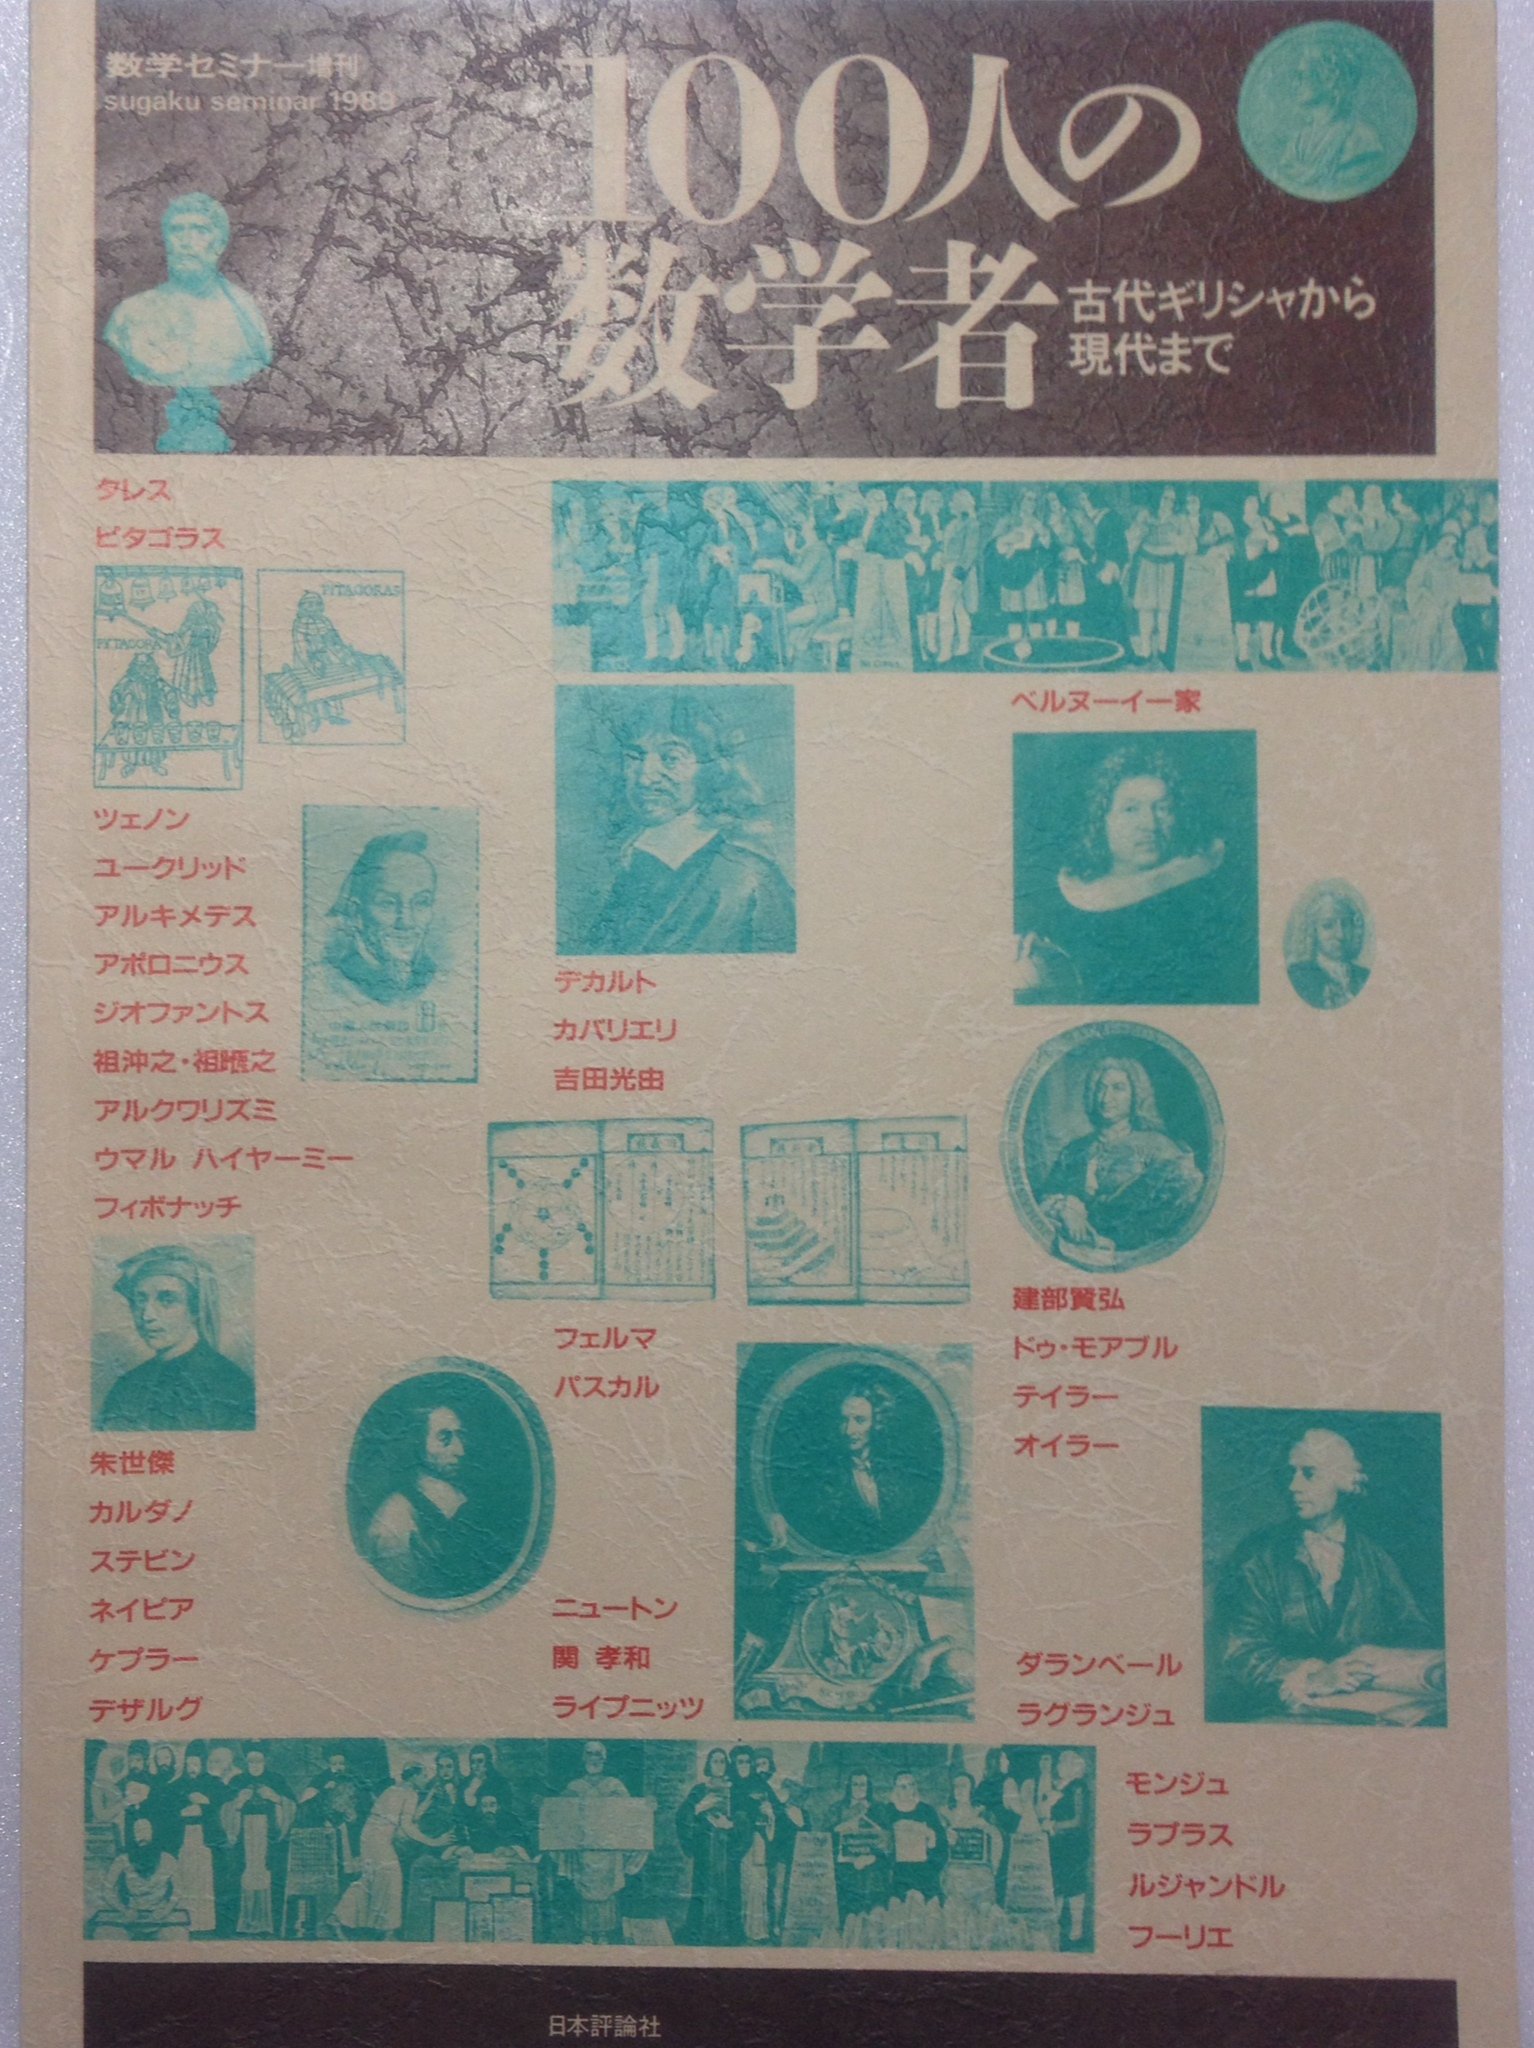 数学セミナー増刊
sugaku seminar 1989
100人の
数学者
古代ギリシャから
現代まで
タレス
ピタゴラス
PYTAGORA
PITAGORAS
ツェノン
ユークリッド
アルキメデス
アポロニウス
ジオファントス
祖沖之・祖暅之
アルクワリズミ
ウマル ハイヤーミー
フィボナッチ
朱世傑
カルダノ
ステビン
ネイピア
ケプラー
デザルグ
デカルト
カバリエリ
吉田光由
フェルマ
パスカル
ニュートン
関 孝和
ライプニッツ
ベルヌーイ一家
建部賢弘
ドゥ・モアブル
テイラー
オイラー
ダランベール
ラグランジュ
モンジュ
ラプラス
ルジャンドル
フーリエ
日本評論社